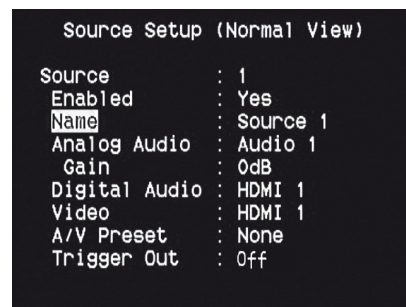 Source Setup (Normal View)
Source : 1
Enabled : Yes
Name : Source 1
Analog Audio : Audio 1
Gain : 0dB
Digital Audio : HDMI 1
Video : HDMI 1
A/V Preset : None
Trigger Out : Off